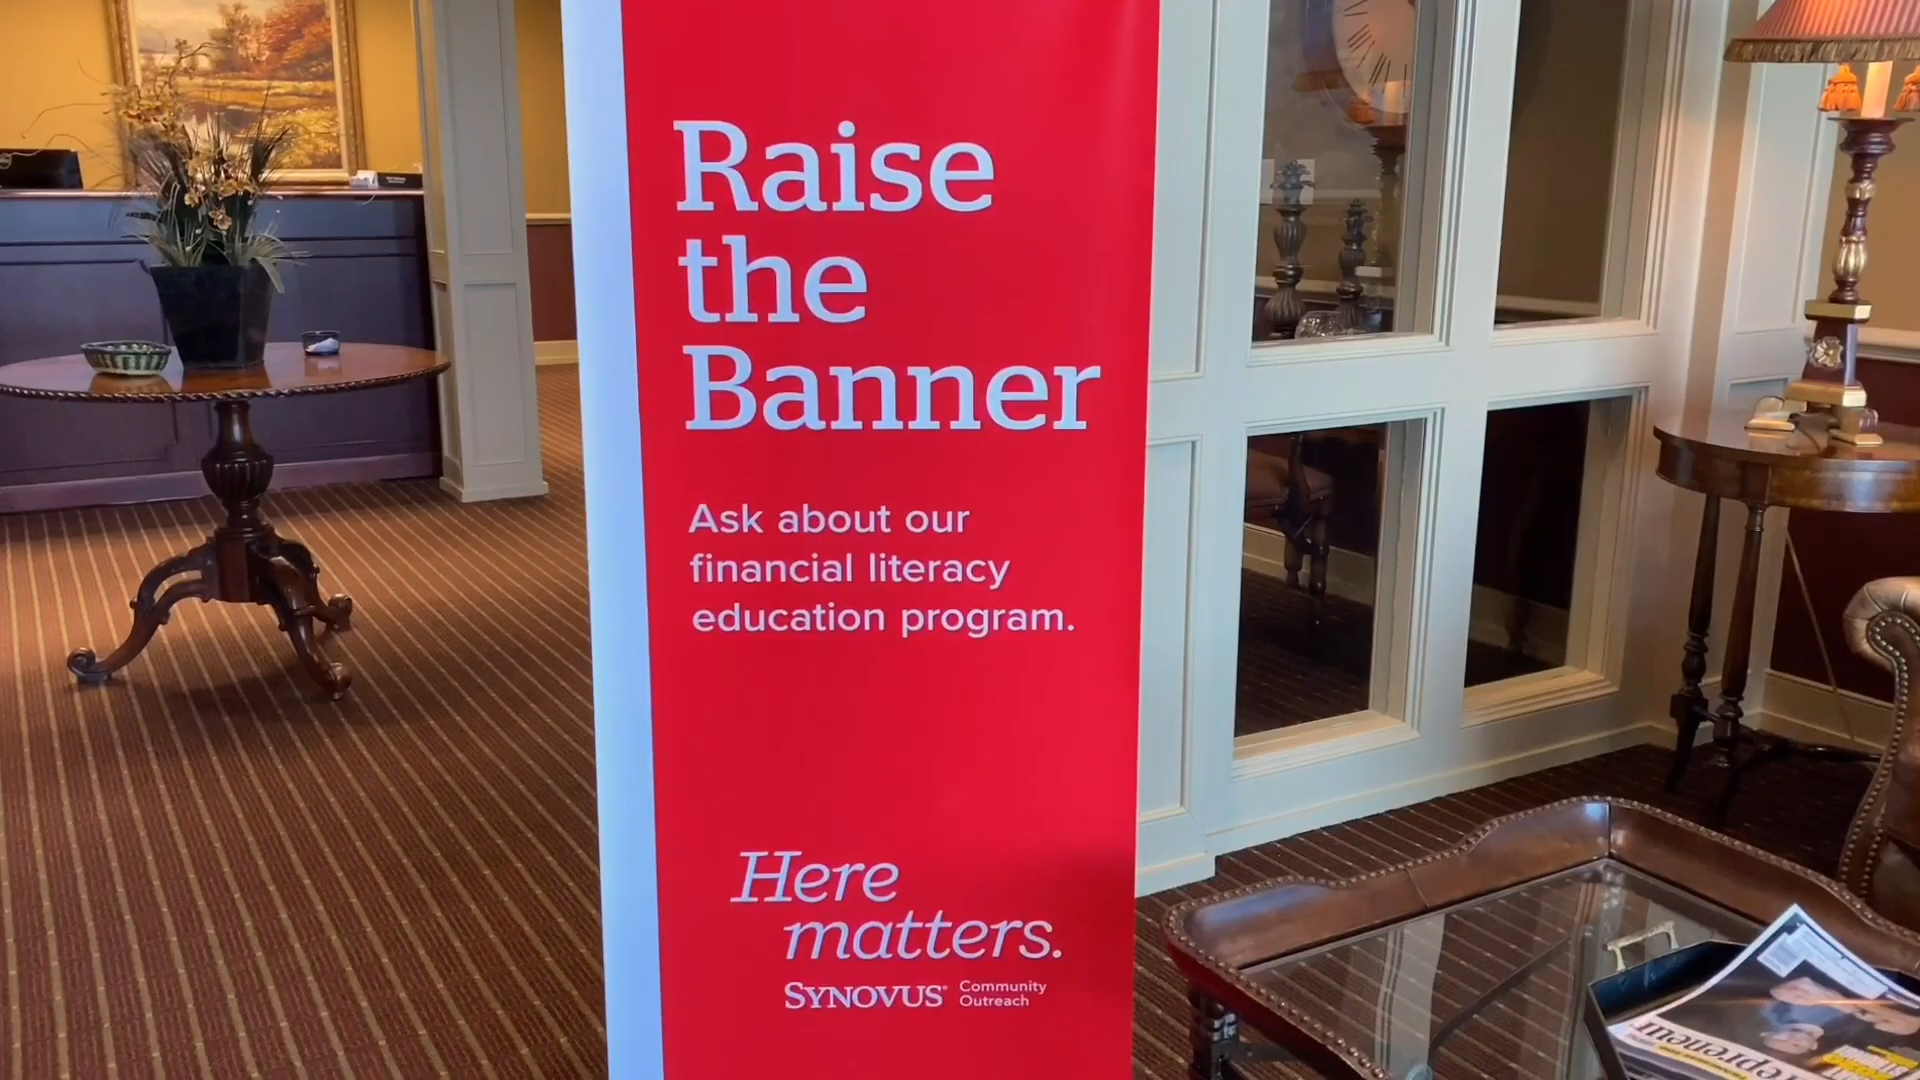 Raise
the
Banner
Ask about our
financial literacy
education program.
Here
matters.
SYNOVUS® Community
Outreach